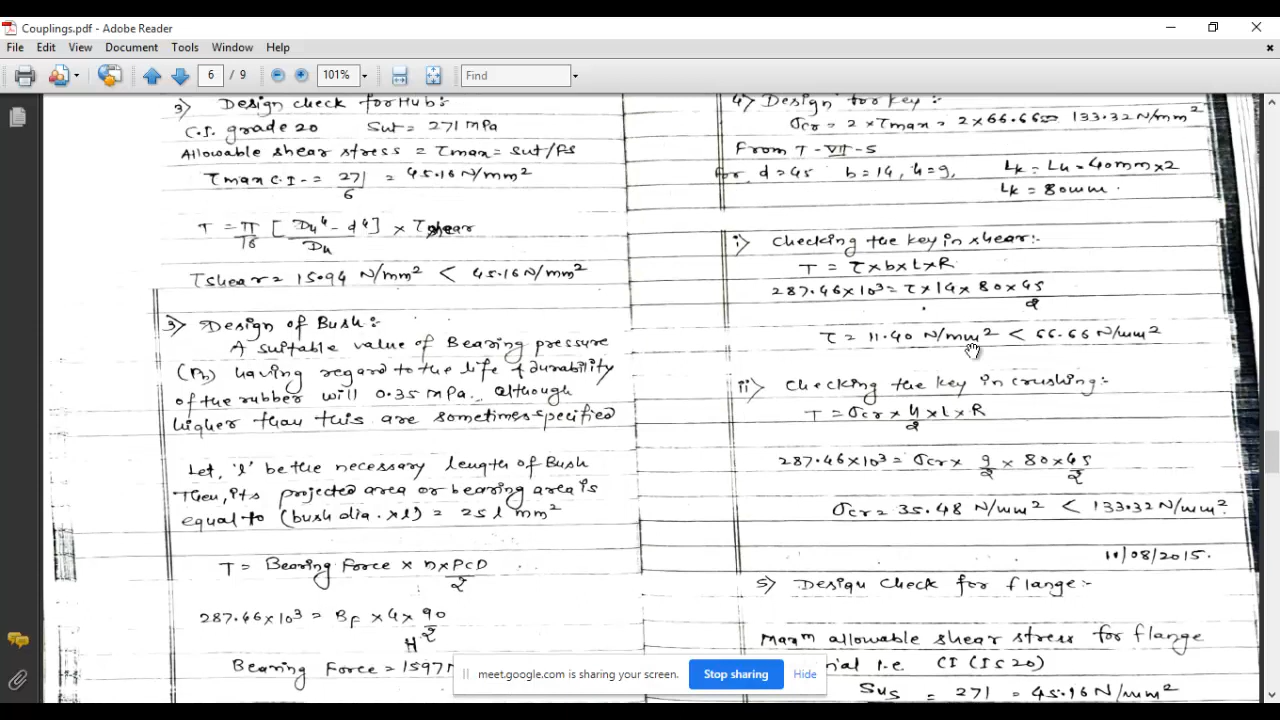 Couplings.pdf - Adobe Reader
File Edit View Document Tools Window Help
6 / 9 101% Find
3) Design check for Hub:
C.I. grade 20 Sut = 271 MPa
Allowable shear stress = τmax = Sut/fs
τmax C.I = 271/6 = 45.16 N/mm²
T = π/16 [Dh⁴ - d⁴]/Dh × τshear
τshear = 15.94 N/mm² < 45.16 N/mm²
3) Design of Bush:
A suitable value of Bearing pressure
(Pb) having regard to the life & durability
of the rubber will 0.35 MPa. although
higher than this are sometimes specified
Let, 'l' be the necessary length of Bush
Then, its projected area or bearing area is
equal to (bush dia. × l) = 25 l mm²
T = Bearing Force × n × PCD/2
287.46×10³ = BF × 4 × 90/2
Bearing Force = 1597
4) Design for key:
σcr = 2 × τmax = 2×66.66 = 133.32 N/mm²
From T-VII-5
for d=45 b=14, h=9, Lk = LH = 40mm×2
Lk = 80mm.
i) Checking the key in shear:-
T = τ×b×L×R
287.46×10³ = τ×14×80×45/2
τ = 11.40 N/mm² < 66.66 N/mm²
ii) Checking the key in crushing:-
T = σcr × h/2 × L × R
287.46×10³ = σcr × 9/2 × 80×45/2
σcr = 35.48 N/mm² < 133.32 N/mm²
11/08/2015.
5) Design Check for flange:-
Maxm allowable shear stress for flange
rial i.e CI (IS20)
Sus = 271 = 45.16 N/mm²
meet.google.com is sharing your screen. Stop sharing Hide